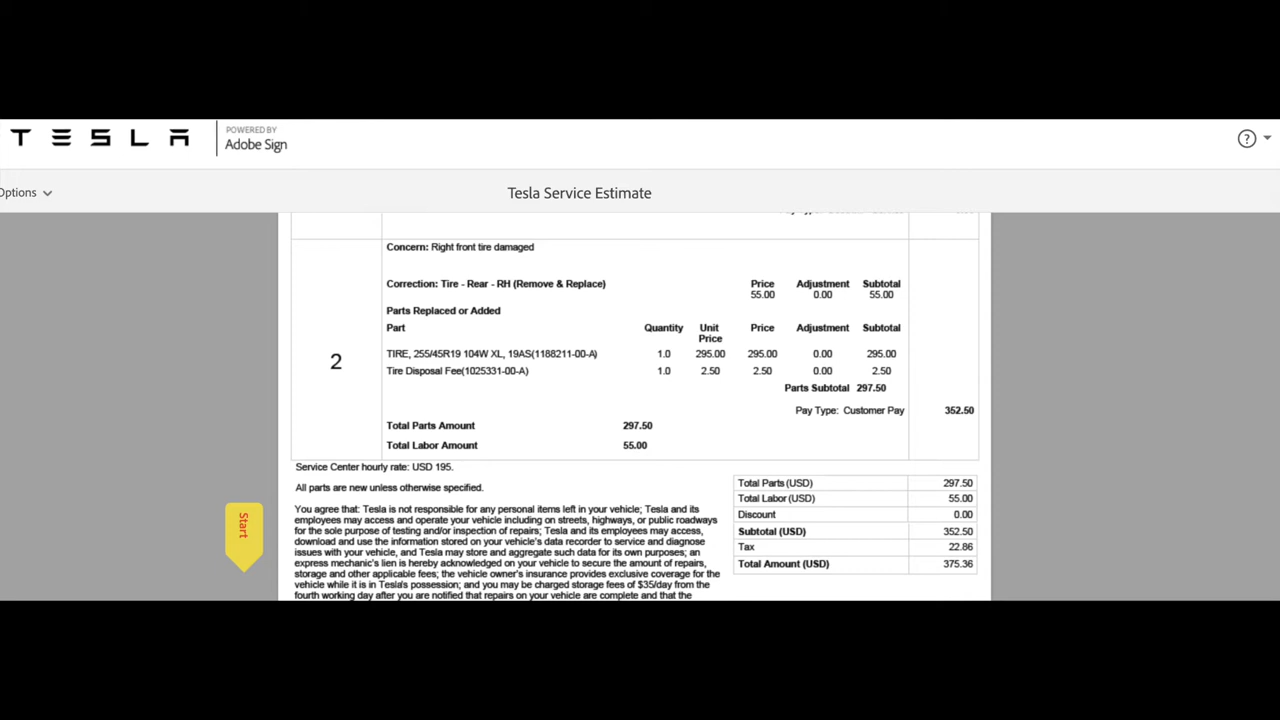 TESLA
POWERED BY
Adobe Sign
?
Options
Tesla Service Estimate
Concern: Right front tire damaged
Correction: Tire - Rear - RH (Remove & Replace) Price Adjustment Subtotal
55.00 0.00 55.00
Parts Replaced or Added
Part Quantity Unit Price Price Adjustment Subtotal
TIRE, 255/45R19 104W XL, 19AS(1188211-00-A) 1.0 295.00 295.00 0.00 295.00
Tire Disposal Fee(1025331-00-A) 1.0 2.50 2.50 0.00 2.50
2
Parts Subtotal 297.50
Pay Type: Customer Pay 352.50
Total Parts Amount 297.50
Total Labor Amount 55.00
Service Center hourly rate: USD 195.
All parts are new unless otherwise specified.
You agree that: Tesla is not responsible for any personal items left in your vehicle; Tesla and its
employees may access and operate your vehicle including on streets, highways, or public roadways
for the sole purpose of testing and/or inspection of repairs; Tesla and its employees may access,
download and use the information stored on your vehicle's data recorder to service and diagnose
issues with your vehicle, and Tesla may store and aggregate such data for its own purposes; an
express mechanic's lien is hereby acknowledged on your vehicle to secure the amount of repairs,
storage and other applicable fees; the vehicle owner's insurance provides exclusive coverage for the
vehicle while it is in Tesla's possession; and you may be charged storage fees of $35/day from the
fourth working day after you are notified that repairs on your vehicle are complete and that the
Total Parts (USD) 297.50
Total Labor (USD) 55.00
Discount 0.00
Subtotal (USD) 352.50
Tax 22.86
Total Amount (USD) 375.36
Start